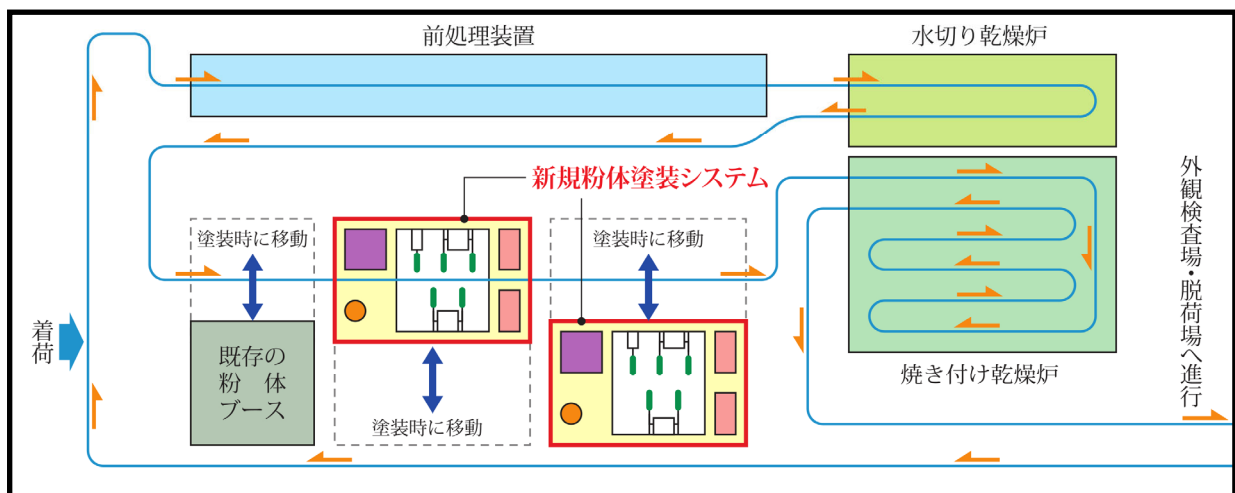 前処理装置
水切り乾燥炉
新規粉体塗装システム
塗装時に移動
塗装時に移動
着荷
既存の
粉　体
ブース
塗装時に移動
焼き付け乾燥炉
外観検査場・脱荷場へ進行